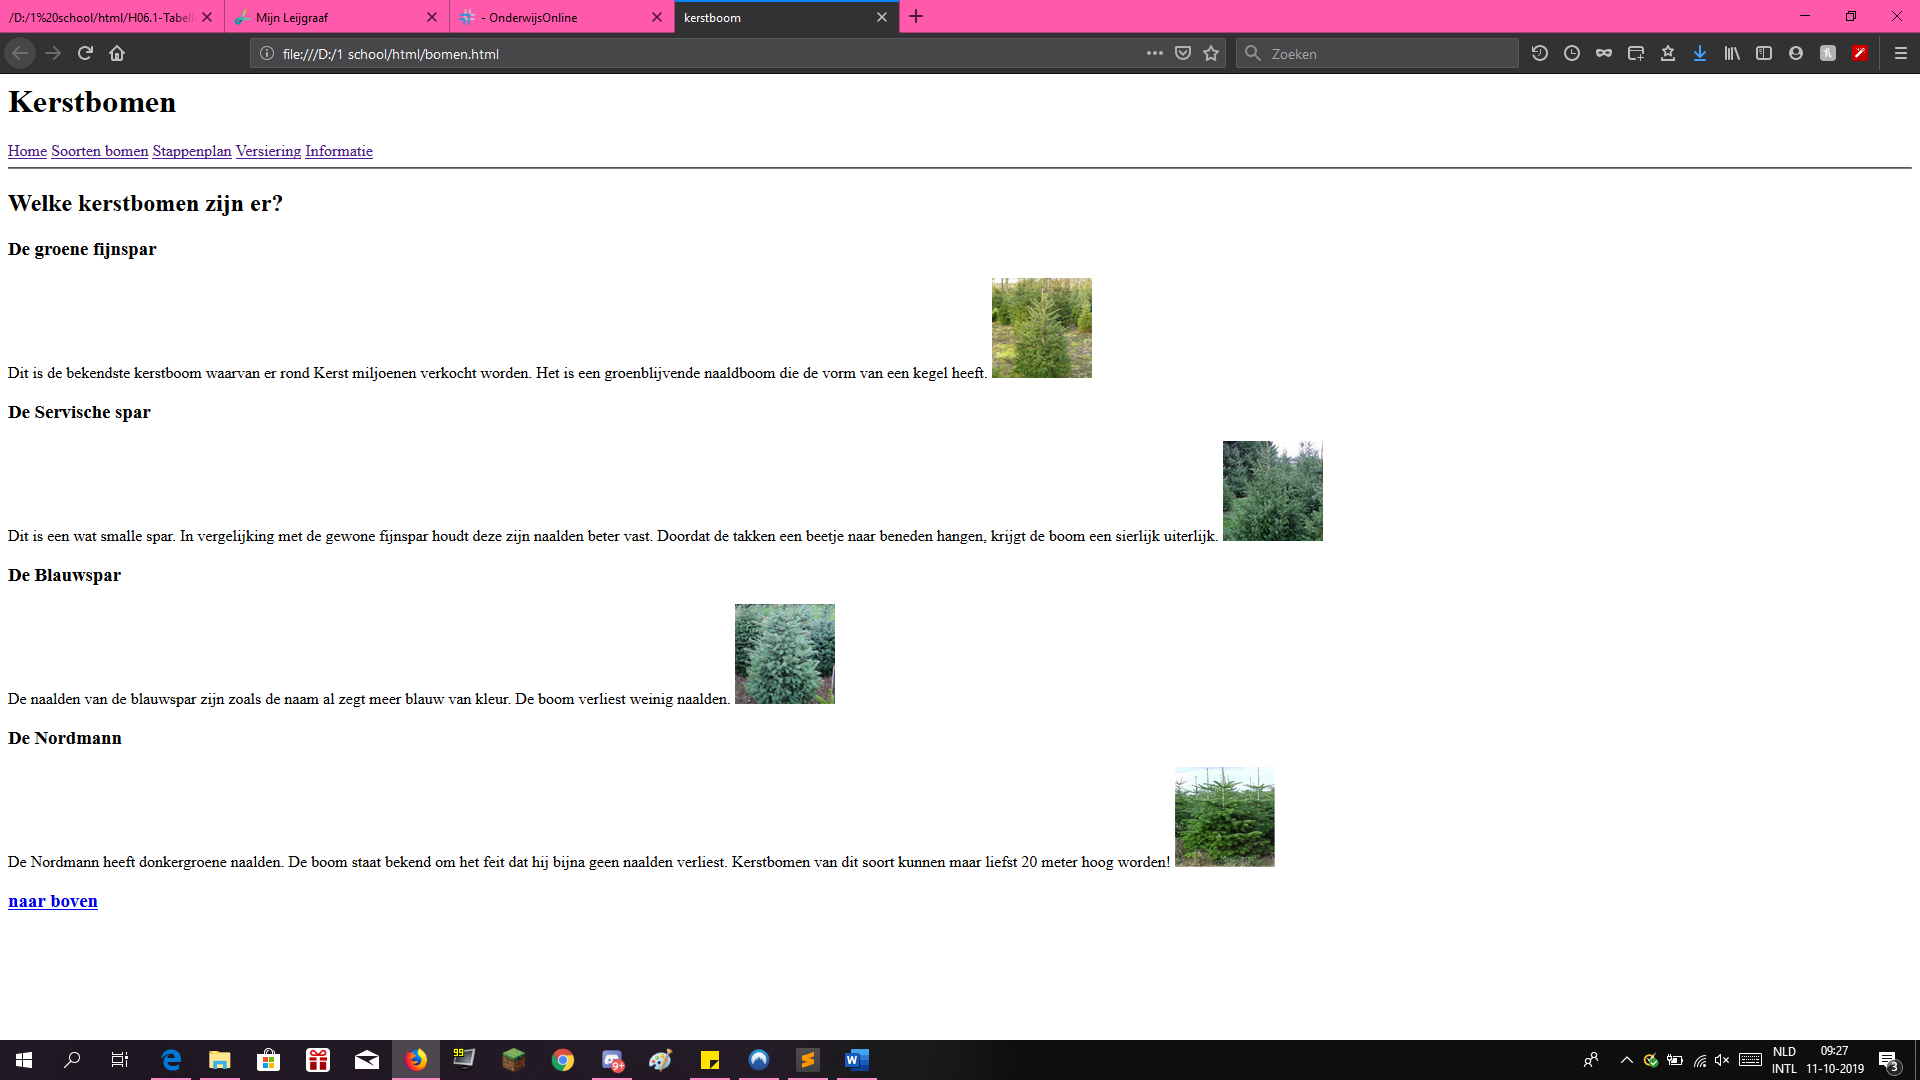 /D:/1%20school/html/H06.1-Tabell
Mijn Leijgraaf
- OnderwijsOnline
kerstboom
file:///D:/1 school/html/bomen.html
Zoeken
Kerstbomen
Home Soorten bomen Stappenplan Versiering Informatie
Welke kerstbomen zijn er?
De groene fijnspar
Dit is de bekendste kerstboom waarvan er rond Kerst miljoenen verkocht worden. Het is een groenblijvende naaldboom die de vorm van een kegel heeft.
De Servische spar
Dit is een wat smalle spar. In vergelijking met de gewone fijnspar houdt deze zijn naalden beter vast. Doordat de takken een beetje naar beneden hangen, krijgt de boom een sierlijk uiterlijk.
De Blauwspar
De naalden van de blauwspar zijn zoals de naam al zegt meer blauw van kleur. De boom verliest weinig naalden.
De Nordmann
De Nordmann heeft donkergroene naalden. De boom staat bekend om het feit dat hij bijna geen naalden verliest. Kerstbomen van dit soort kunnen maar liefst 20 meter hoog worden!
naar boven
99
9+
NLD
INTL
09:27
11-10-2019
3